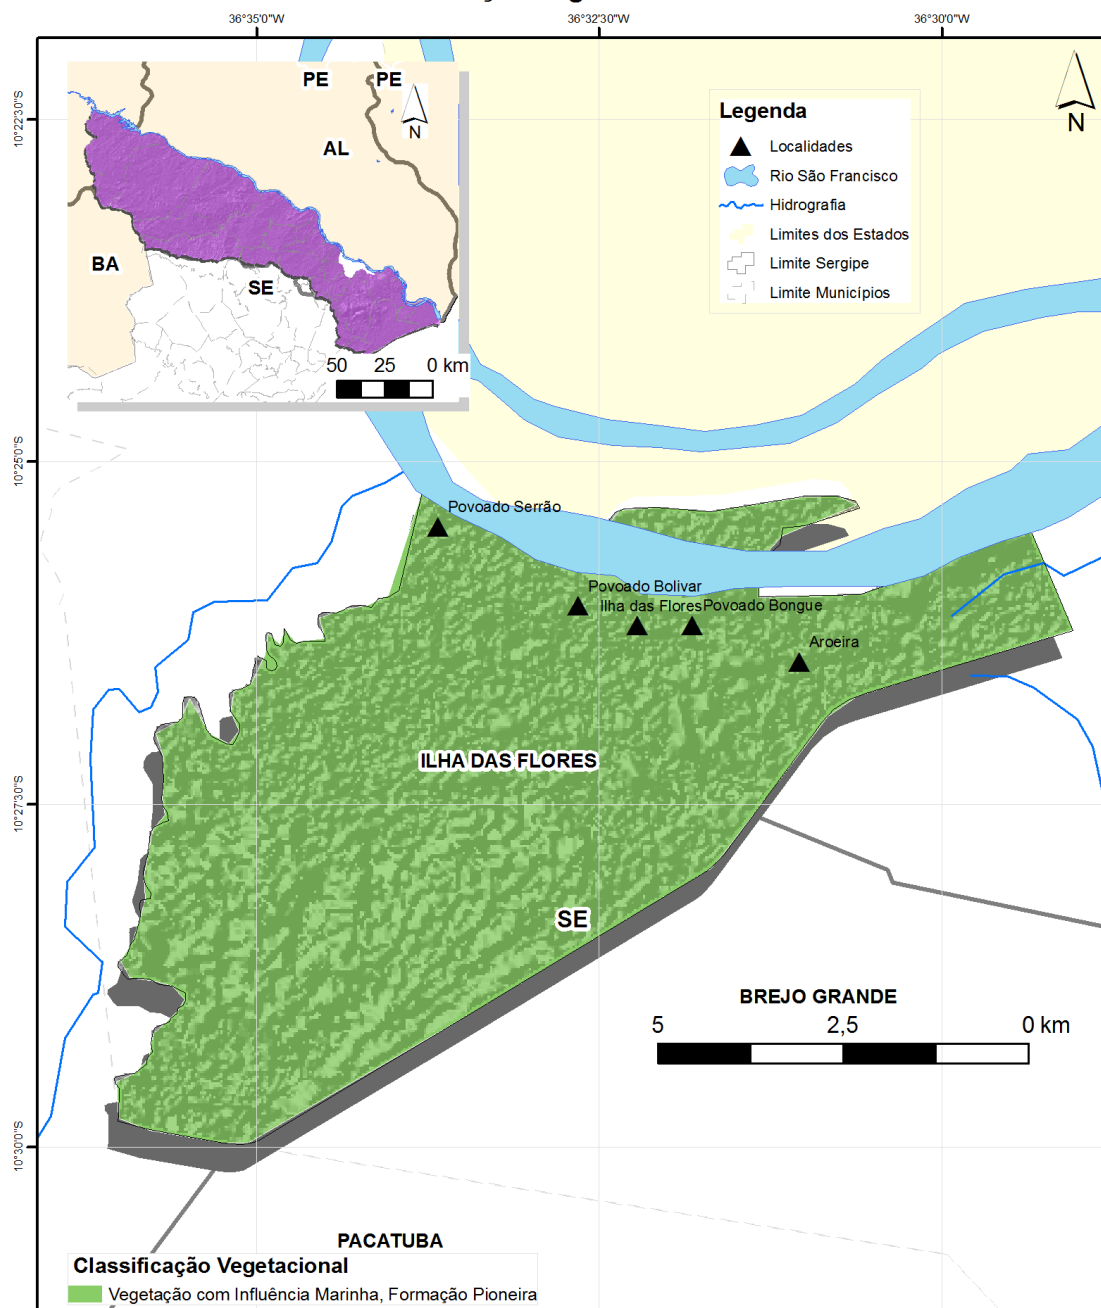 36°35'0"W
36°32'30"W
36°30'0"W
PE
PE
N
AL
BA
SE
50 25 0 km
Legenda
Localidades
Rio São Francisco
Hidrografia
Limites dos Estados
Limite Sergipe
Limite Municípios
N
10°25'0"S
Povoado Serrão
Povoado Bolivar
Ilha das Flores
Povoado Bongue
Aroeira
ILHA DAS FLORES
10°27'30"S
SE
BREJO GRANDE
5 2,5 0 km
10°30'0"S
PACATUBA
Classificação Vegetacional
Vegetação com Influência Marinha, Formação Pioneira